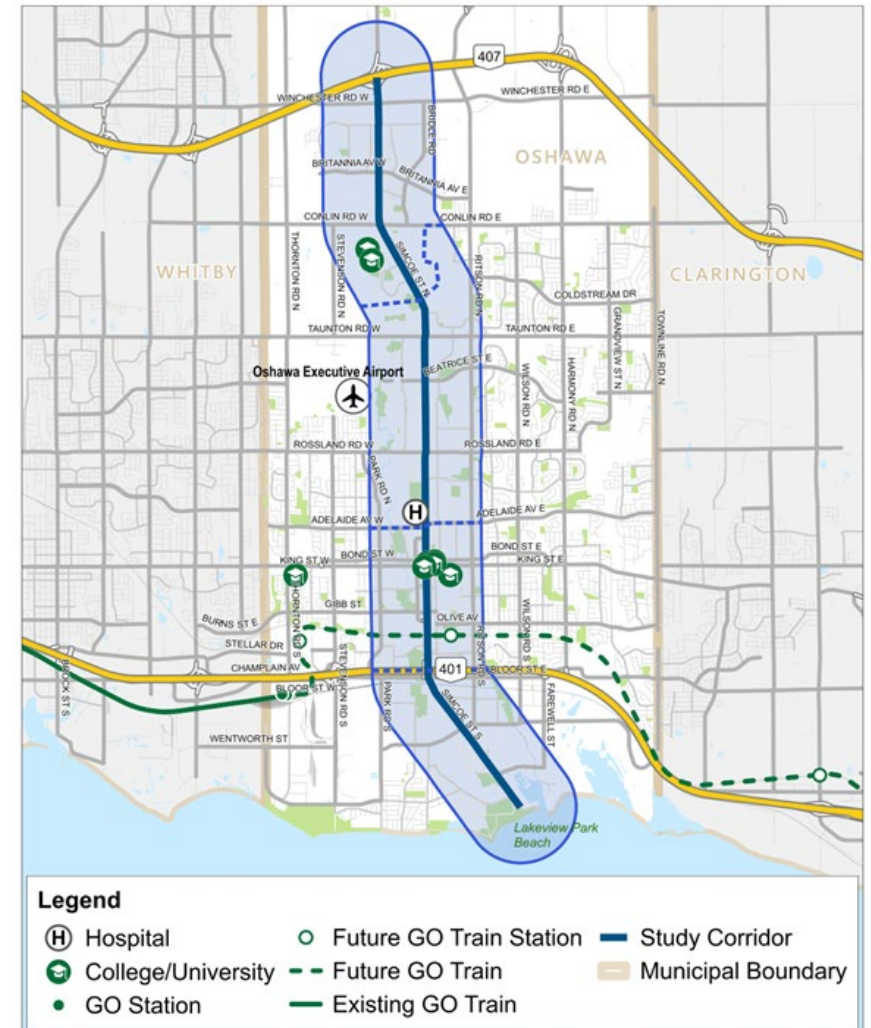 407
WINCHESTER RD W
WINCHESTER RD E
BRIDLE RD
OSHAWA
BRITANNIA AV W
BRITANNIA AV E
CONLIN RD W
CONLIN RD E
THORNTON RD N
STEVENSON RD N
SIMCOE ST N
RITSON RD N
WHITBY
CLARINGTON
COLDSTREAM DR
GRANDVIEW ST N
TOWNLINE RD N
TAUNTON RD W
TAUNTON RD E
BEATRICE ST E
Oshawa Executive Airport
WILSON RD N
HARMONY RD N
ROSSLAND RD W
ROSSLAND RD E
PARK RD N
H
ADELAIDE AV W
ADELAIDE AV E
BOND ST W
BOND ST E
KING ST W
KING ST E
THORNTON RD S
GIBB ST
OLIVE AV
WILSON RD S
BURNS ST E
STELLAR DR
STEVENSON RD S
RITSON RD S
CHAMPLAIN AV
401
BLOOR ST E
BROCK ST S
BLOOR ST W
PARK RD S
SIMCOE ST S
FAREWELL ST
WENTWORTH ST
Lakeview Park
Beach
Legend
H Hospital
Future GO Train Station
Study Corridor
College/University
Future GO Train
Municipal Boundary
GO Station
Existing GO Train